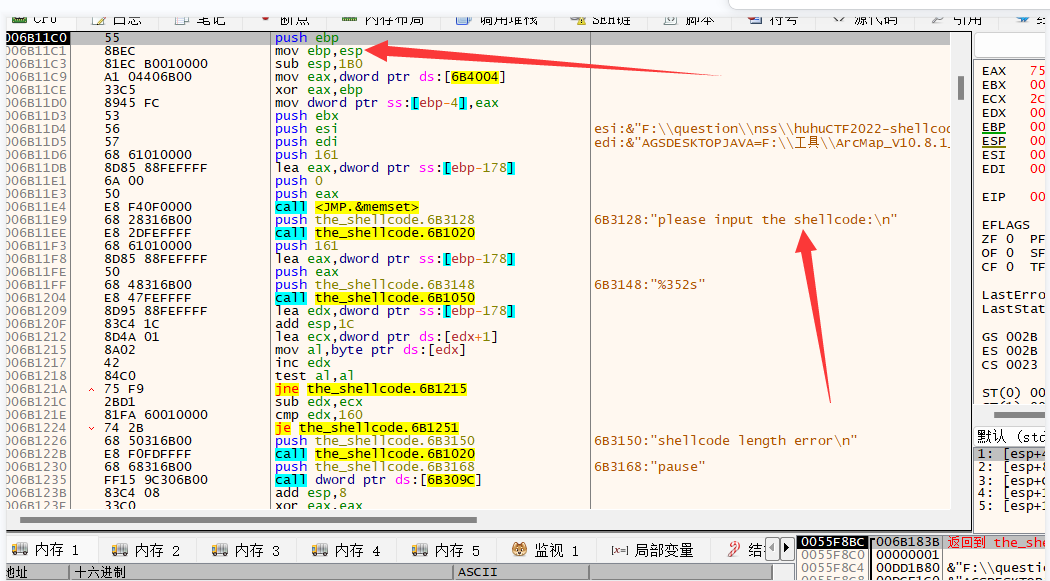 CPU 日志 笔记 断点 内存布局 调用堆栈 SEH链 脚本 符号 源代码 引用
006B11C0 55 push ebp
006B11C1 8BEC mov ebp,esp
006B11C3 81EC B0010000 sub esp,1B0
006B11C9 A1 04406B00 mov eax,dword ptr ds:[6B4004]
006B11CE 33C5 xor eax,ebp
006B11D0 8945 FC mov dword ptr ss:[ebp-4],eax
006B11D3 53 push ebx
006B11D4 56 push esi esi:&"F:\\question\\nss\\huhuCTF2022-shellcod
006B11D5 57 push edi edi:&"AGSDESKTOPJAVA=F:\\工具\\ArcMap_V10.8.1_
006B11D6 68 61010000 push 161
006B11DB 8D85 88FEFFFF lea eax,dword ptr ss:[ebp-178]
006B11E1 6A 00 push 0
006B11E3 50 push eax
006B11E4 E8 F40F0000 call <JMP.&memset>
006B11E9 68 28316B00 push the_shellcode.6B3128 6B3128:"please input the shellcode:\n"
006B11EE E8 2DFEFFFF call the_shellcode.6B1020
006B11F3 68 61010000 push 161
006B11F8 8D85 88FEFFFF lea eax,dword ptr ss:[ebp-178]
006B11FE 50 push eax
006B11FF 68 48316B00 push the_shellcode.6B3148 6B3148:"%352s"
006B1204 E8 47FEFFFF call the_shellcode.6B1050
006B1209 8D95 88FEFFFF lea edx,dword ptr ss:[ebp-178]
006B120F 83C4 1C add esp,1C
006B1212 8D4A 01 lea ecx,dword ptr ds:[edx+1]
006B1215 8A02 mov al,byte ptr ds:[edx]
006B1217 42 inc edx
006B1218 84C0 test al,al
006B121A 75 F9 jne the_shellcode.6B1215
006B121C 2BD1 sub edx,ecx
006B121E 81FA 60010000 cmp edx,160
006B1224 74 2B je the_shellcode.6B1251
006B1226 68 50316B00 push the_shellcode.6B3150 6B3150:"shellcode length error\n"
006B122B E8 F0FDFFFF call the_shellcode.6B1020
006B1230 68 68316B00 push the_shellcode.6B3168 6B3168:"pause"
006B1235 FF15 9C306B00 call dword ptr ds:[6B309C]
006B123B 83C4 08 add esp,8
006B123E 33C0 xor eax,eax
EAX 75
EBX 00
ECX 2C
EDX 00
EBP 00
ESP 00
ESI 00
EDI 00
EIP 00
EFLAGS
ZF 0 PF
OF 0 SF
CF 0 TF
LastErro
LastStat
GS 002B
ES 002B
CS 0023
ST(0) 00
默认 (std
1: [esp+4
2: [esp+8
3: [esp+C
4: [esp+1
5: [esp+1
内存 1 内存 2 内存 3 内存 4 内存 5 监视 1 [x=] 局部变量 结
地址 十六进制 ASCII
0055F8BC 006B183B 返回到 the_she
0055F8C0 00000001
0055F8C4 00DD1B80 &"F:\\questi